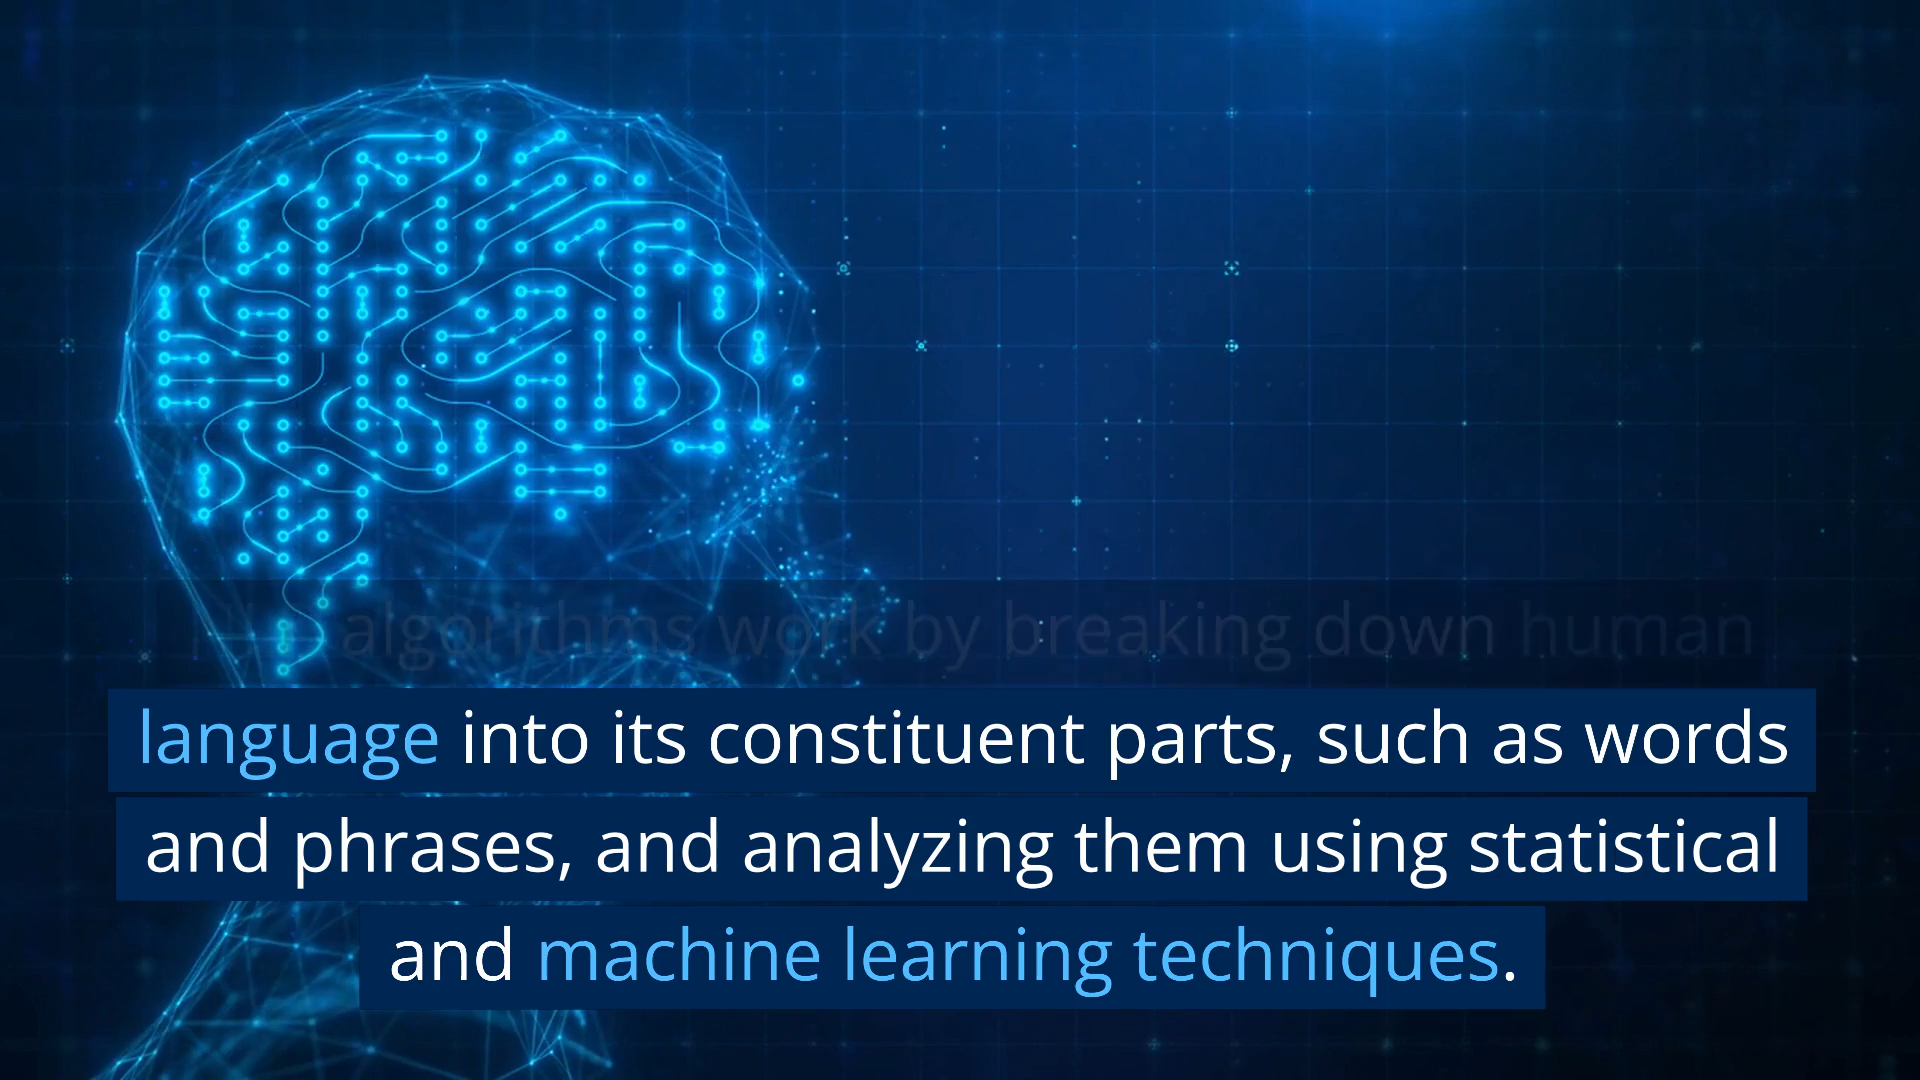 algorithms work by breaking down human
language into its constituent parts, such as words
and phrases, and analyzing them using statistical
and machine learning techniques.